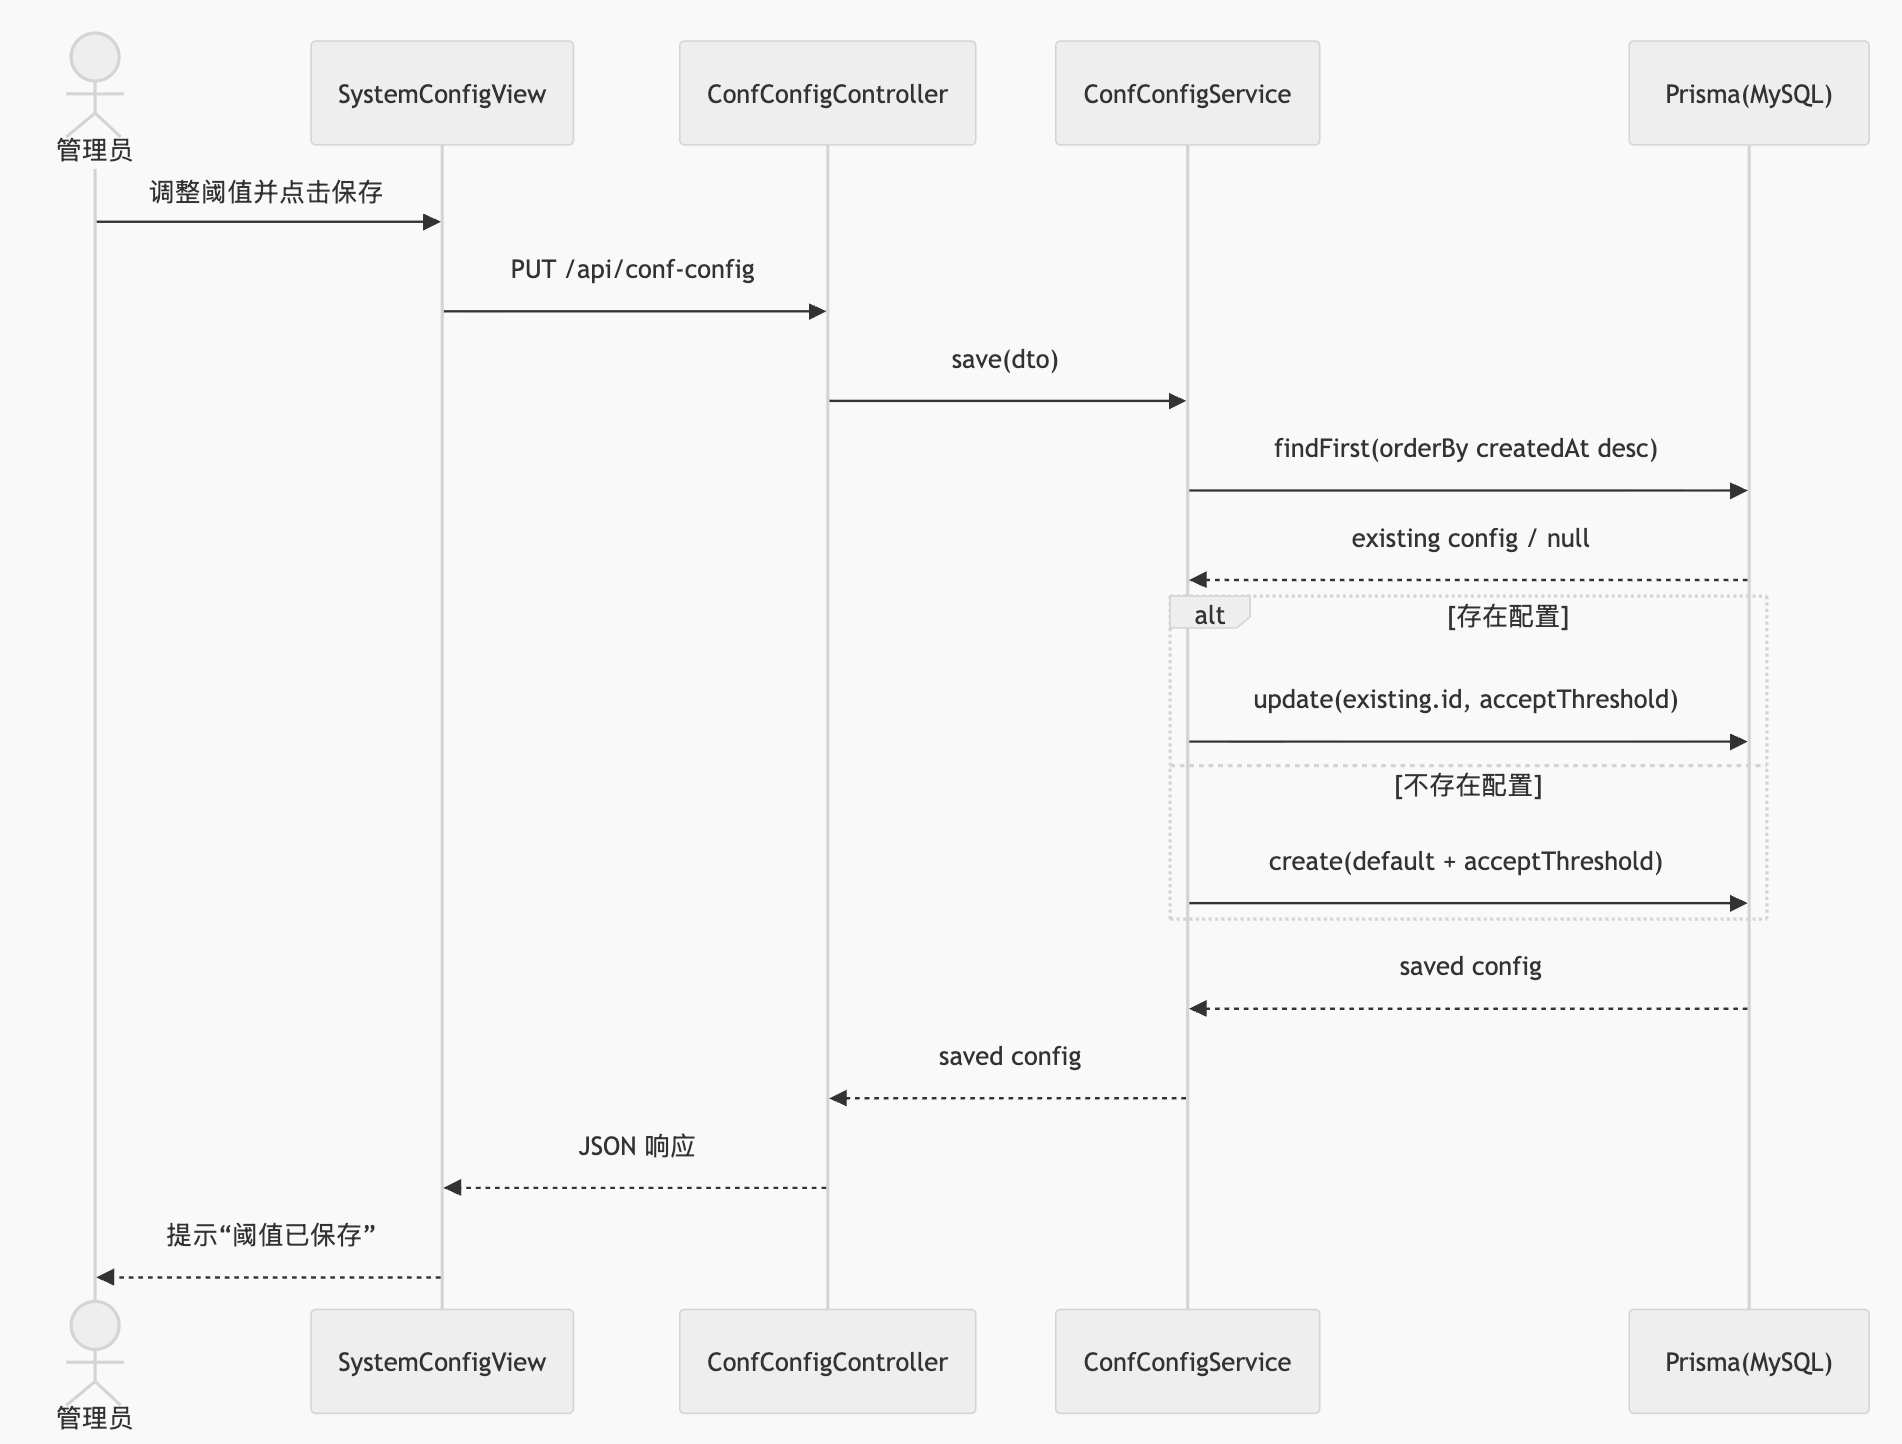 管理员
SystemConfigView
ConfConfigController
ConfConfigService
Prisma(MySQL)
调整阈值并点击保存
PUT /api/conf-config
save(dto)
findFirst(orderBy createdAt desc)
existing config / null
alt
[存在配置]
update(existing.id, acceptThreshold)
[不存在配置]
create(default + acceptThreshold)
saved config
saved config
JSON 响应
提示“阈值已保存”
管理员
SystemConfigView
ConfConfigController
ConfConfigService
Prisma(MySQL)